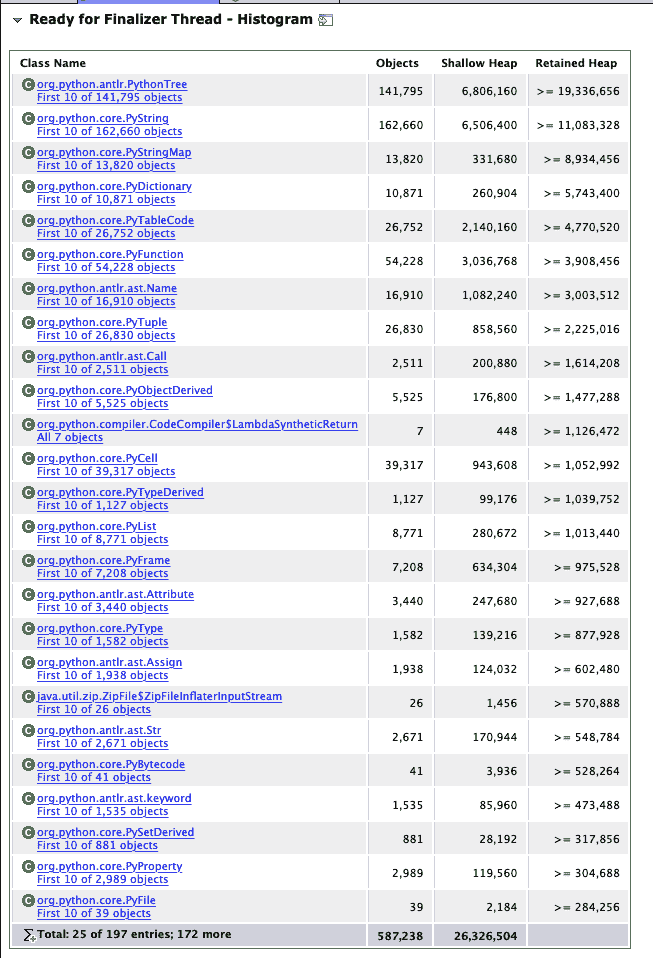 Ready for Finalizer Thread - Histogram
Class Name Objects Shallow Heap Retained Heap
org.python.antlr.PythonTree
First 10 of 141,795 objects 141,795 6,806,160 >= 19,336,656
org.python.core.PyString
First 10 of 162,660 objects 162,660 6,506,400 >= 11,083,328
org.python.core.PyStringMap
First 10 of 13,820 objects 13,820 331,680 >= 8,934,456
org.python.core.PyDictionary
First 10 of 10,871 objects 10,871 260,904 >= 5,743,400
org.python.core.PyTableCode
First 10 of 26,752 objects 26,752 2,140,160 >= 4,770,520
org.python.core.PyFunction
First 10 of 54,228 objects 54,228 3,036,768 >= 3,908,456
org.python.antlr.ast.Name
First 10 of 16,910 objects 16,910 1,082,240 >= 3,003,512
org.python.core.PyTuple
First 10 of 26,830 objects 26,830 858,560 >= 2,225,016
org.python.antlr.ast.Call
First 10 of 2,511 objects 2,511 200,880 >= 1,614,208
org.python.core.PyObjectDerived
First 10 of 5,525 objects 5,525 176,800 >= 1,477,288
org.python.compiler.CodeCompiler$LambdaSyntheticReturn
All 7 objects 7 448 >= 1,126,472
org.python.core.PyCell
First 10 of 39,317 objects 39,317 943,608 >= 1,052,992
org.python.core.PyTypeDerived
First 10 of 1,127 objects 1,127 99,176 >= 1,039,752
org.python.core.PyList
First 10 of 8,771 objects 8,771 280,672 >= 1,013,440
org.python.core.PyFrame
First 10 of 7,208 objects 7,208 634,304 >= 975,528
org.python.antlr.ast.Attribute
First 10 of 3,440 objects 3,440 247,680 >= 927,688
org.python.core.PyType
First 10 of 1,582 objects 1,582 139,216 >= 877,928
org.python.antlr.ast.Assign
First 10 of 1,938 objects 1,938 124,032 >= 602,480
java.util.zip.ZipFile$ZipFileInflaterInputStream
First 10 of 26 objects 26 1,456 >= 570,888
org.python.antlr.ast.Str
First 10 of 2,671 objects 2,671 170,944 >= 548,784
org.python.core.PyBytecode
First 10 of 41 objects 41 3,936 >= 528,264
org.python.antlr.ast.keyword
First 10 of 1,535 objects 1,535 85,960 >= 473,488
org.python.core.PySetDerived
First 10 of 881 objects 881 28,192 >= 317,856
org.python.core.PyProperty
First 10 of 2,989 objects 2,989 119,560 >= 304,688
org.python.core.PyFile
First 10 of 39 objects 39 2,184 >= 284,256
Total: 25 of 197 entries; 172 more 587,238 26,326,504